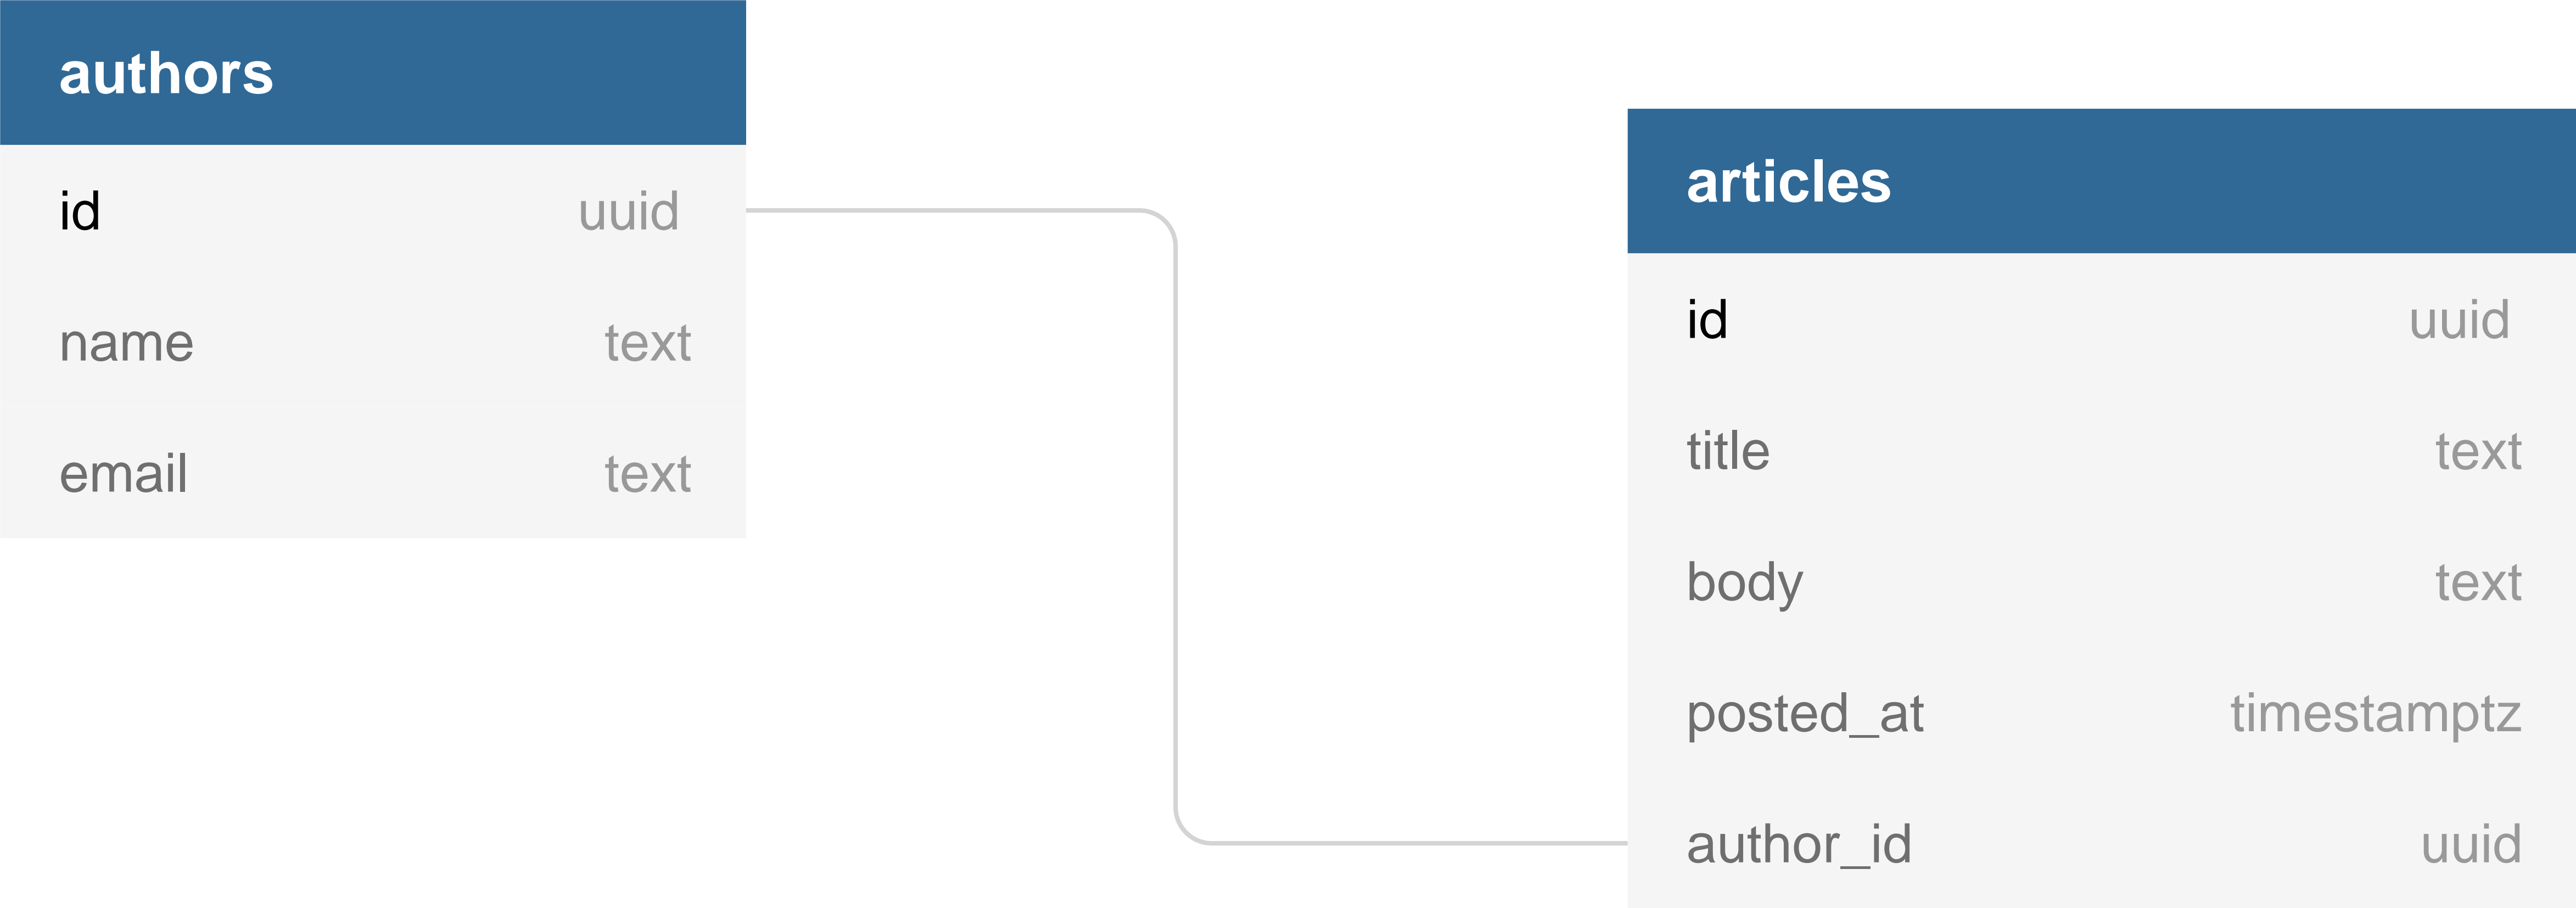 authors
id uuid
name text
email text
articles
id uuid
title text
body text
posted_at timestamptz
author_id uuid